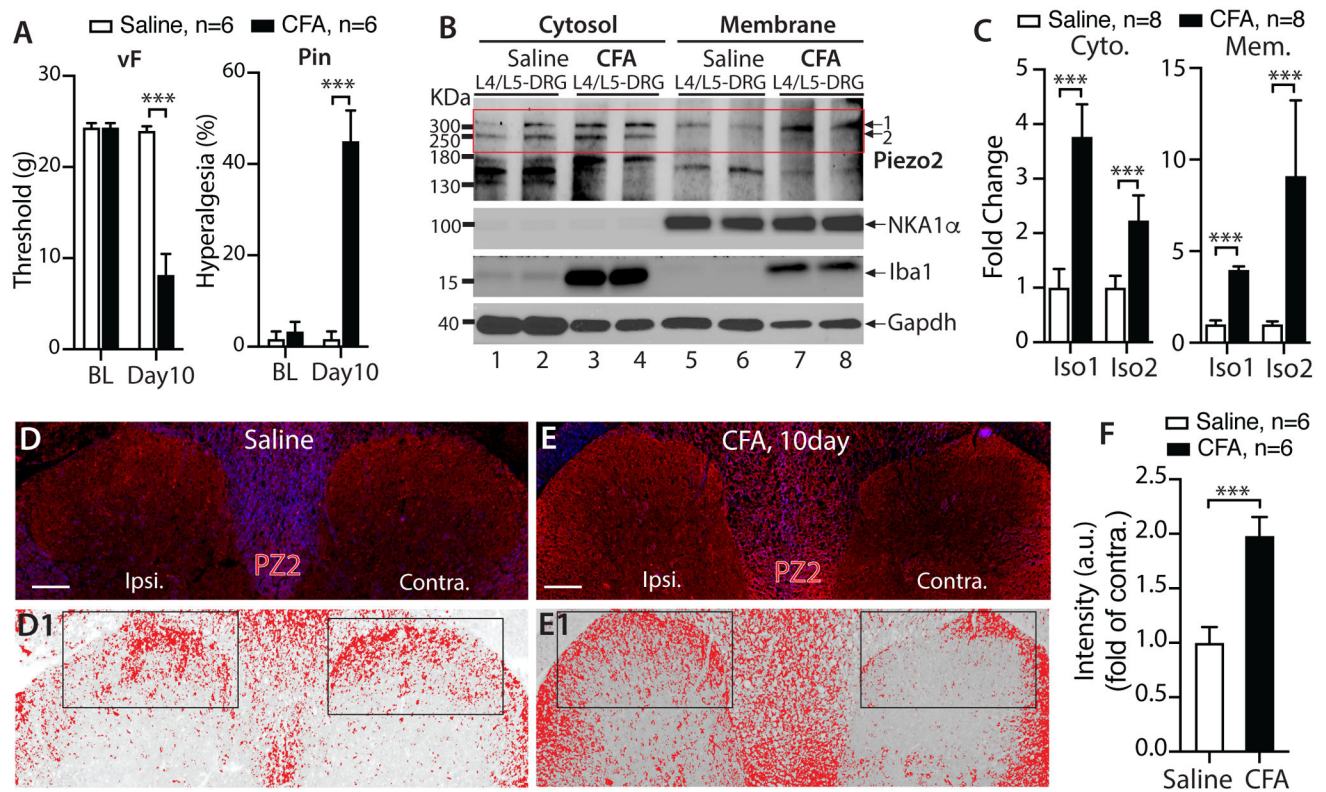 A
Saline, n=6 CFA, n=6
vF
Threshold (g)
30
20
10
0
***
BL Day10
Pin
Hyperalgesia (%)
60
40
20
0
***
BL Day10
B
Cytosol Membrane
Saline CFA Saline CFA
L4/L5-DRG L4/L5-DRG L4/L5-DRG L4/L5-DRG
KDa
300
250
180
130
1
2
Piezo2
100
NKA1α
15
Iba1
40
Gapdh
1 2 3 4 5 6 7 8
C
Saline, n=8 CFA, n=8
Cyto. Mem.
Fold Change
5
4
3
2
1
0
***
***
Iso1 Iso2
15
10
5
0
***
***
Iso1 Iso2
D
Saline
PZ2
Ipsi. Contra.
E
CFA, 10day
PZ2
Ipsi. Contra.
D1
E1
F
Saline, n=6
CFA, n=6
Intensity (a.u.)
(fold of contra.)
2.5
2.0
1.5
1.0
0.5
0.0
***
Saline CFA